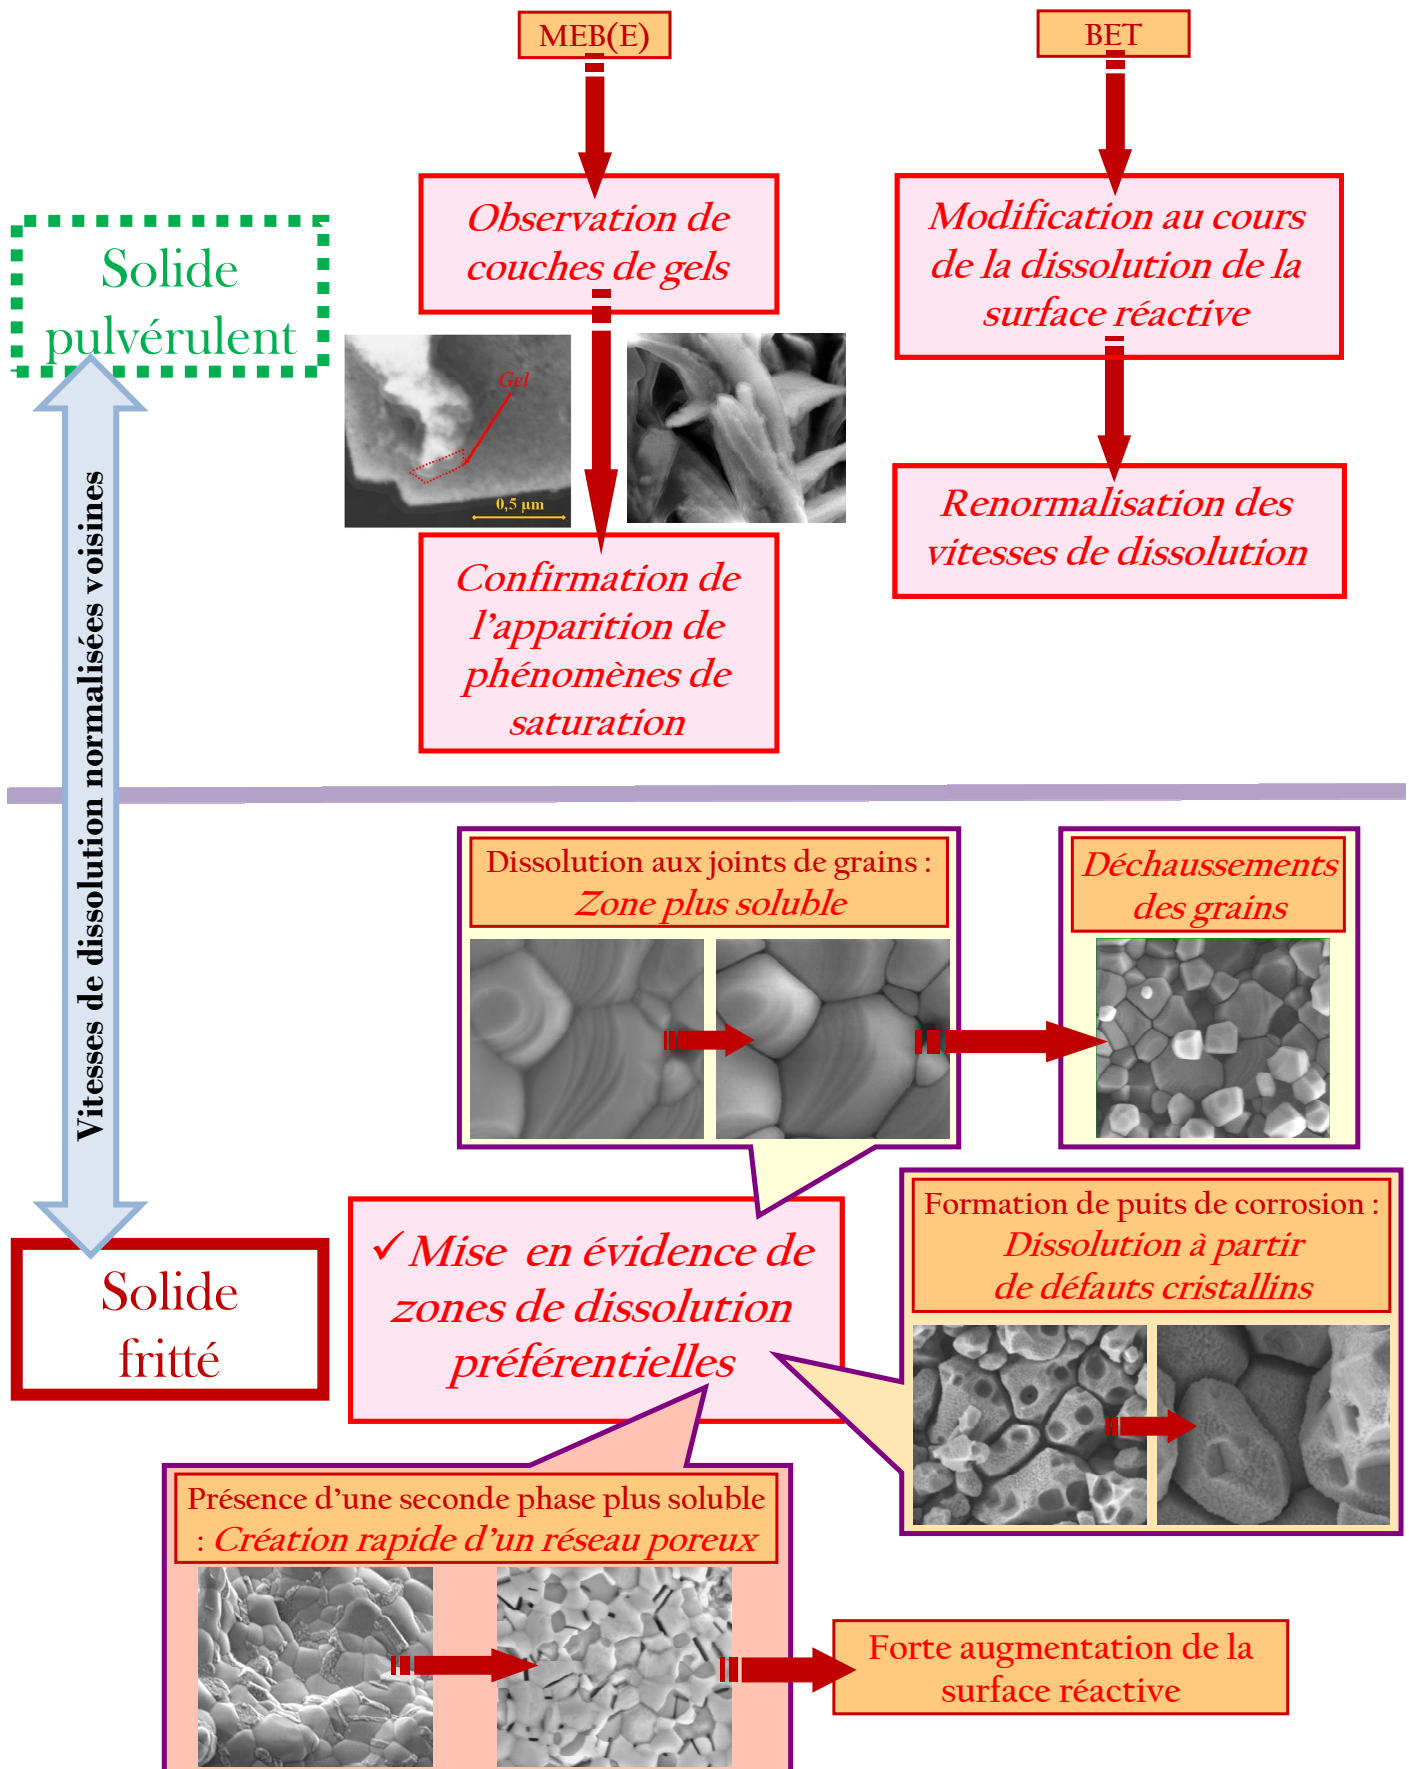 MEB(E)
BET
Observation de
couches de gels
Modification au cours
de la dissolution de la
surface réactive
Solide
pulvérulent
Gel
0,5 µm
Renormalisation des
vitesses de dissolution
Confirmation de
l’apparition de
phénomènes de
saturation
Vitesses de dissolution normalisées voisines
Dissolution aux joints de grains :
Zone plus soluble
Déchaussements
des grains
Formation de puits de corrosion :
Dissolution à partir
de défauts cristallins
✓ Mise en évidence de
zones de dissolution
préférentielles
Solide
fritté
Présence d’une seconde phase plus soluble
: Création rapide d’un réseau poreux
Forte augmentation de la
surface réactive